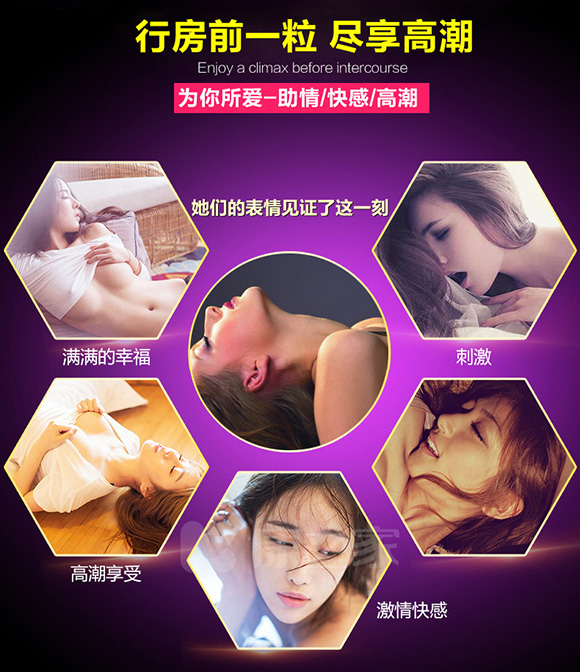 行房前一粒 尽享高潮
Enjoy a climax before intercourse
为你所爱-助情/快感/高潮
她们的表情见证了这一刻
满满的幸福
刺激
高潮享受
激情快感